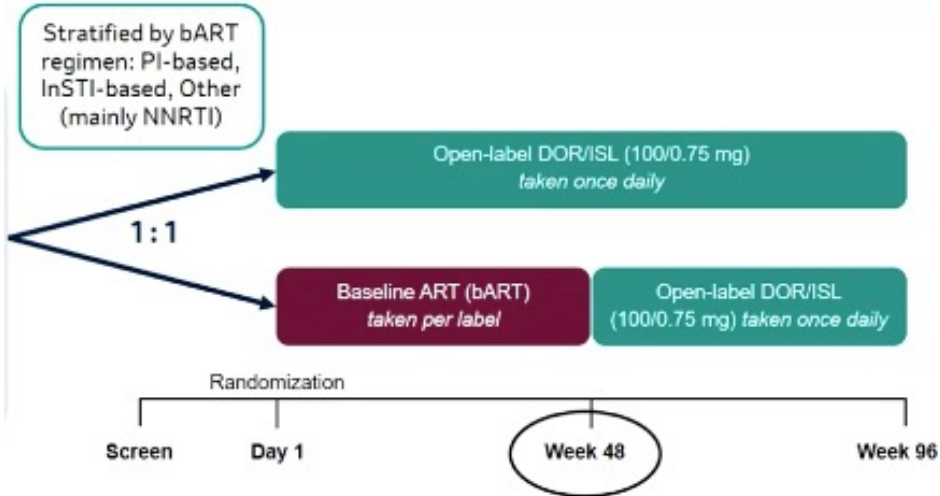 Stratified by bART
regimen: PI-based,
InSTI-based, Other
(mainly NNRTI)
Open-label DOR/ISL (100/0.75 mg)
taken once daily
1:1
Baseline ART (bART)
taken per label
Open-label DOR/ISL
(100/0.75 mg) taken once daily
Randomization
Screen
Day 1
Week 48
Week 96